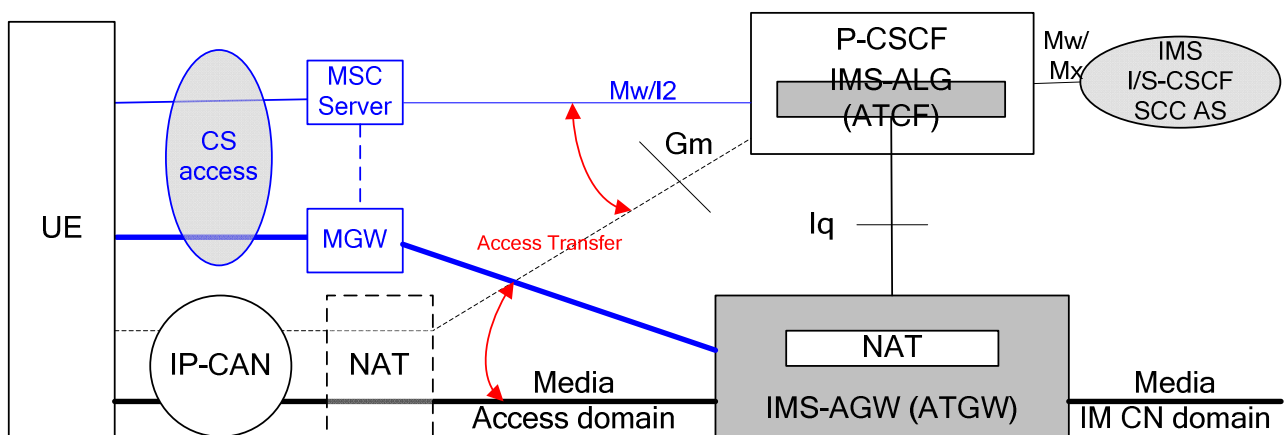 UE
CS
access
MSC
Server
Mw/I2
P-CSCF
IMS-ALG
(ATCF)
Mw/
Mx
IMS
I/S-CSCF
SCC AS
Gm
MGW
Access Transfer
Iq
IP-CAN
NAT
Media
Access domain
NAT
IMS-AGW (ATGW)
Media
IM CN domain